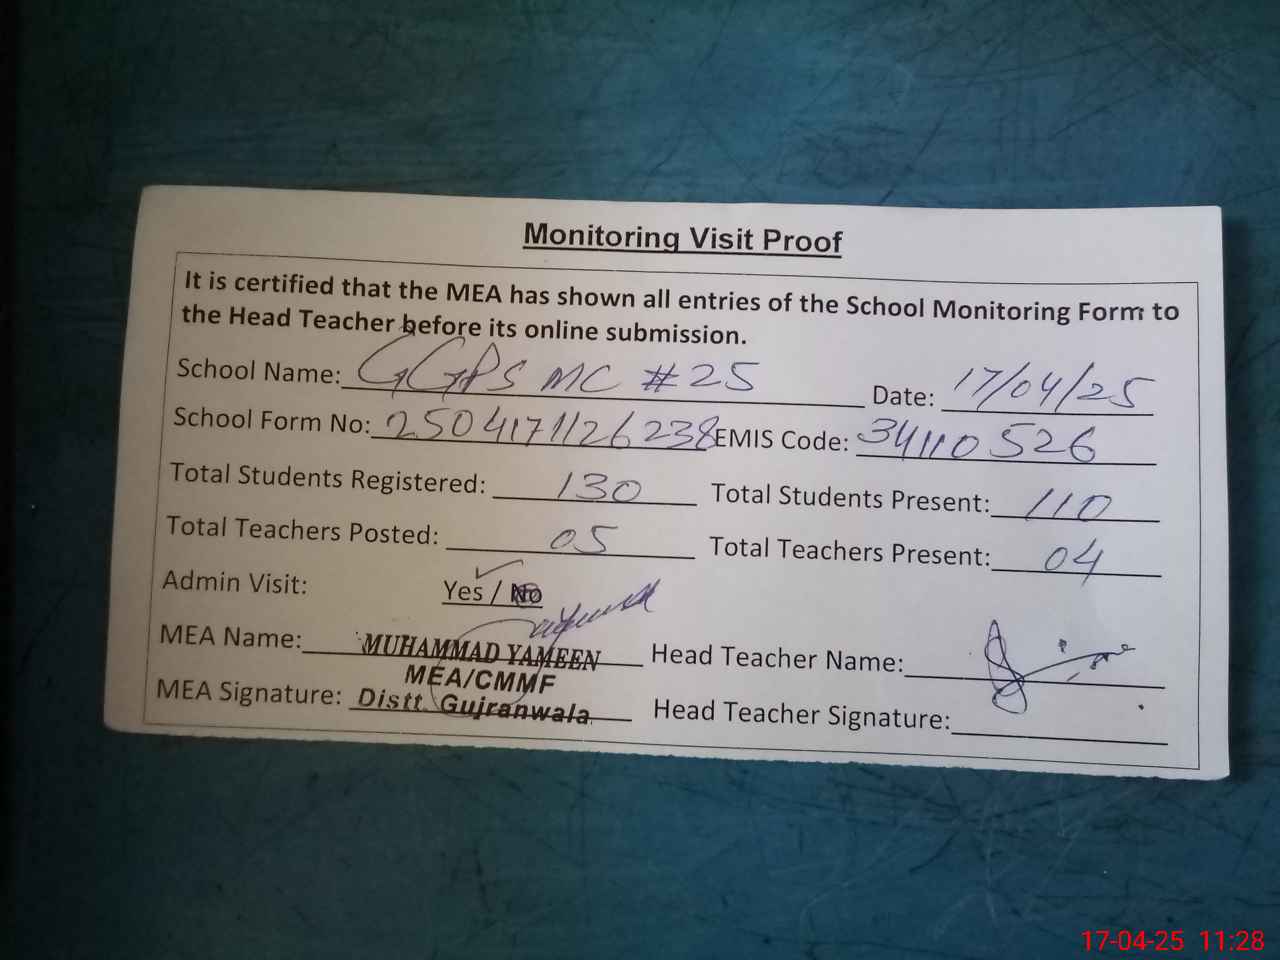 Monitoring Visit Proof
It is certified that the MEA has shown all entries of the School Monitoring Form to
the Head Teacher before its online submission.
School Name: GGPS MC #25 Date: 17/04/25
School Form No: 2504171126238 EMIS Code: 34110526
Total Students Registered: 130 Total Students Present: 110
Total Teachers Posted: 05 Total Teachers Present: 04
Admin Visit: Yes / No
MEA Name: MUHAMMAD YAMEEN Head Teacher Name:
MEA/CMMF
MEA Signature: Distt. Gujranwala Head Teacher Signature:
17-04-25 11:28